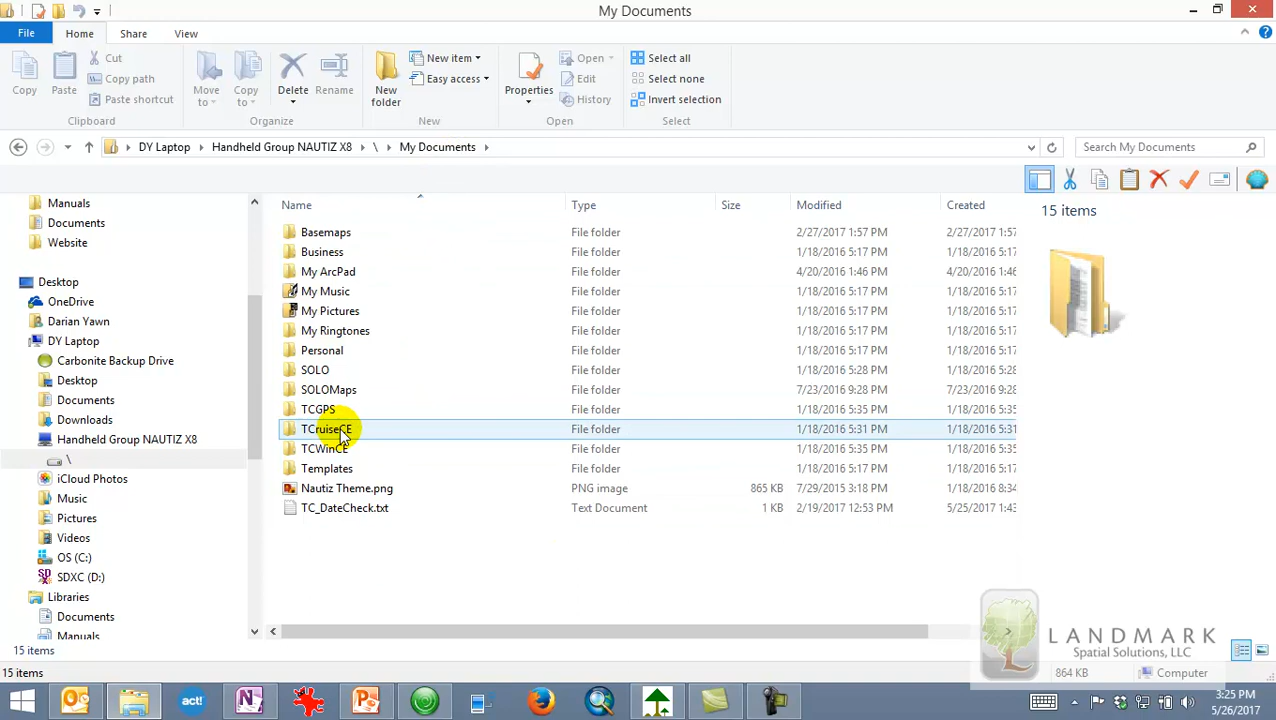 My Documents
File Home Share View
Copy Paste Cut Copy path Paste shortcut Move to Copy to Delete Rename New folder New item Easy access Properties Open Edit History Select all Select none Invert selection
Clipboard Organize New Open Select
DY Laptop Handheld Group NAUTIZ X8 \ My Documents Search My Documents
Manuals
Documents
Website
Desktop
OneDrive
Darian Yawn
DY Laptop
Carbonite Backup Drive
Desktop
Documents
Downloads
Handheld Group NAUTIZ X8
\
iCloud Photos
Music
Pictures
Videos
OS (C:)
SDXC (D:)
Libraries
Documents
Manuals
Name Type Size Modified Created
Basemaps File folder 2/27/2017 1:57 PM 2/27/2017 1:57
Business File folder 1/18/2016 5:17 PM 1/18/2016 5:17
My ArcPad File folder 4/20/2016 1:46 PM 4/20/2016 1:46
My Music File folder 1/18/2016 5:17 PM 1/18/2016 5:17
My Pictures File folder 1/18/2016 5:17 PM 1/18/2016 5:17
My Ringtones File folder 1/18/2016 5:17 PM 1/18/2016 5:17
Personal File folder 1/18/2016 5:17 PM 1/18/2016 5:17
SOLO File folder 1/18/2016 5:28 PM 1/18/2016 5:28
SOLOMaps File folder 7/23/2016 9:28 PM 7/23/2016 9:28
TCGPS File folder 1/18/2016 5:35 PM 1/18/2016 5:35
TCruiseCE File folder 1/18/2016 5:31 PM 1/18/2016 5:31
TCWinCE File folder 1/18/2016 5:35 PM 1/18/2016 5:35
Templates File folder 1/18/2016 5:17 PM 1/18/2016 5:17
Nautiz Theme.png PNG image 865 KB 7/29/2015 3:18 PM 1/18/2016 8:34
TC_DateCheck.txt Text Document 1 KB 2/19/2017 12:53 PM 5/25/2017 1:43
15 items
LANDMARK
Spatial Solutions, LLC
15 items
15 items 864 KB Computer
act!
3:25 PM
5/26/2017